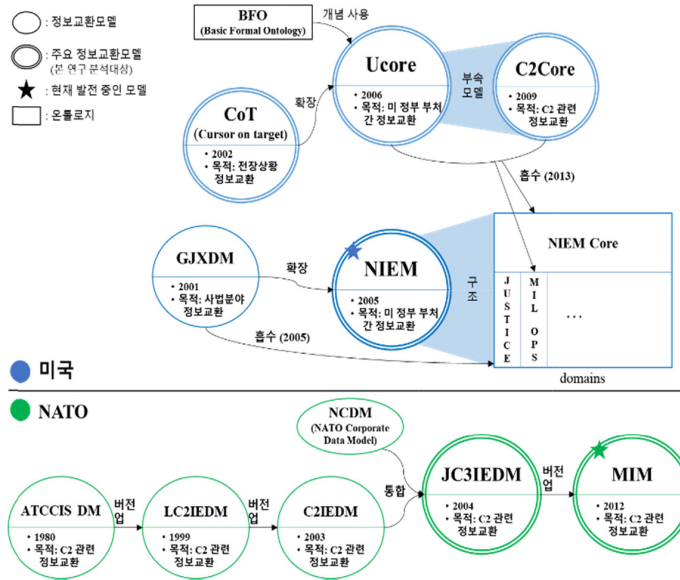 : 정보교환모델
: 주요 정보교환모델
(본 연구 분석대상)
: 현재 발전 중인 모델
: 온톨로지
BFO
(Basic Formal Ontology)
개념 사용
CoT
(Cursor on target)
• 2002
• 목적: 전장상황
정보교환
확장
Ucore
• 2006
• 목적: 미 정부 부처
간 정보교환
부속
모델
C2Core
• 2009
• 목적: C2 관련
정보교환
흡수 (2013)
GJXDM
• 2001
• 목적: 사법분야
정보교환
확장
흡수 (2005)
NIEM
• 2005
• 목적: 미 정부 부처
간 정보교환
구조
NIEM Core
JUSTICE
MIL OPS
...
domains
미국
NATO
NCDM
(NATO Corporate
Data Model)
ATCCIS DM
• 1980
• 목적: C2 관련
정보교환
버전
업
LC2IEDM
• 1999
• 목적: C2 관련
정보교환
버전
업
C2IEDM
• 2003
• 목적: C2 관련
정보교환
통합
JC3IEDM
• 2004
• 목적: C2 관련
정보교환
버전
업
MIM
• 2012
• 목적: C2 관련
정보교환